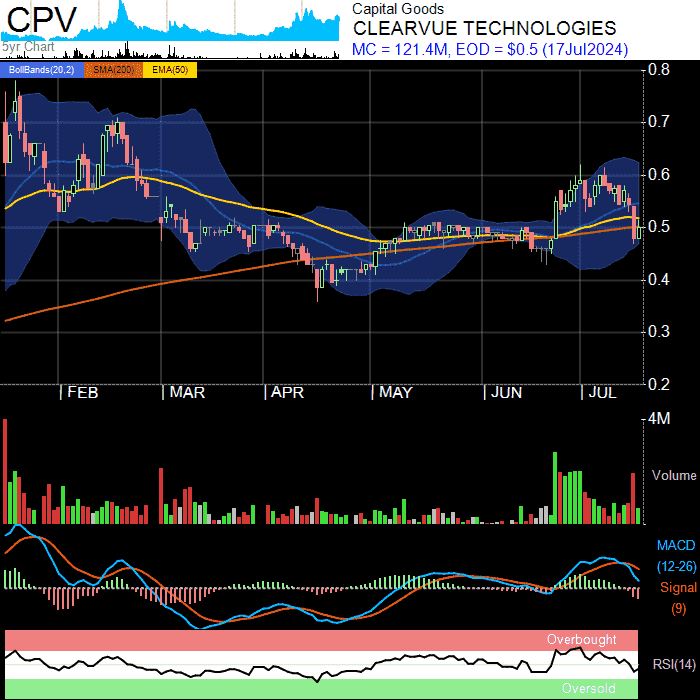 CPV
5yr Chart
Capital Goods
CLEARVUE TECHNOLOGIES
MC = 121.4M, EOD = $0.5 (17Jul2024)
BollBands(20,2) SMA(200) EMA(50)
0.8
0.7
0.6
0.5
0.4
0.3
0.2
FEB MAR APR MAY JUN JUL
4M
Volume
MACD
(12-26)
Signal
(9)
Overbought
RSI(14)
Oversold